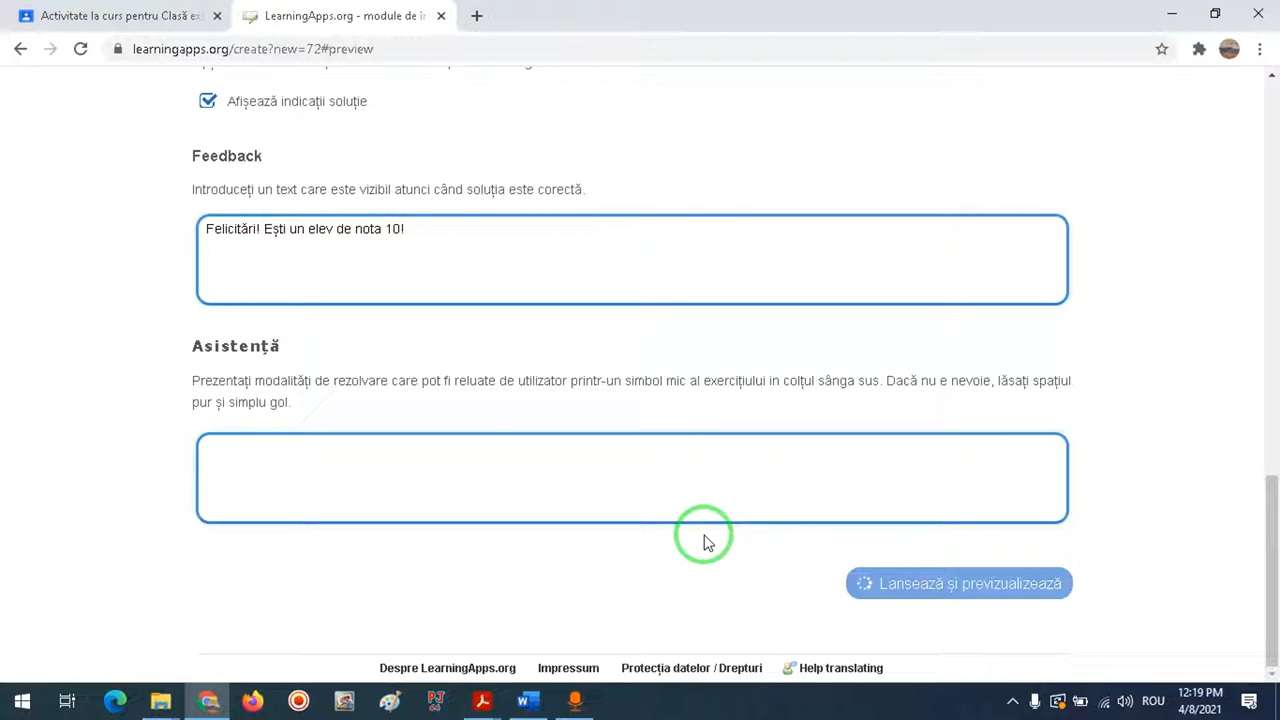 Activitate la curs pentru Clasă ex
LearningApps.org - module de în
learningapps.org/create?new=72#preview
Afișează indicații soluție
Feedback
Introduceți un text care este vizibil atunci când soluția este corectă.
Felicitări! Ești un elev de nota 10!
Asistență
Prezentați modalități de rezolvare care pot fi reluate de utilizator printr-un simbol mic al exercițiului in colțul sânga sus. Dacă nu e nevoie, lăsați spațiul
pur și simplu gol.
Lansează și previzualizează
Despre LearningApps.org
Impressum
Protecția datelor / Drepturi
Help translating
ROU
12:19 PM
4/8/2021